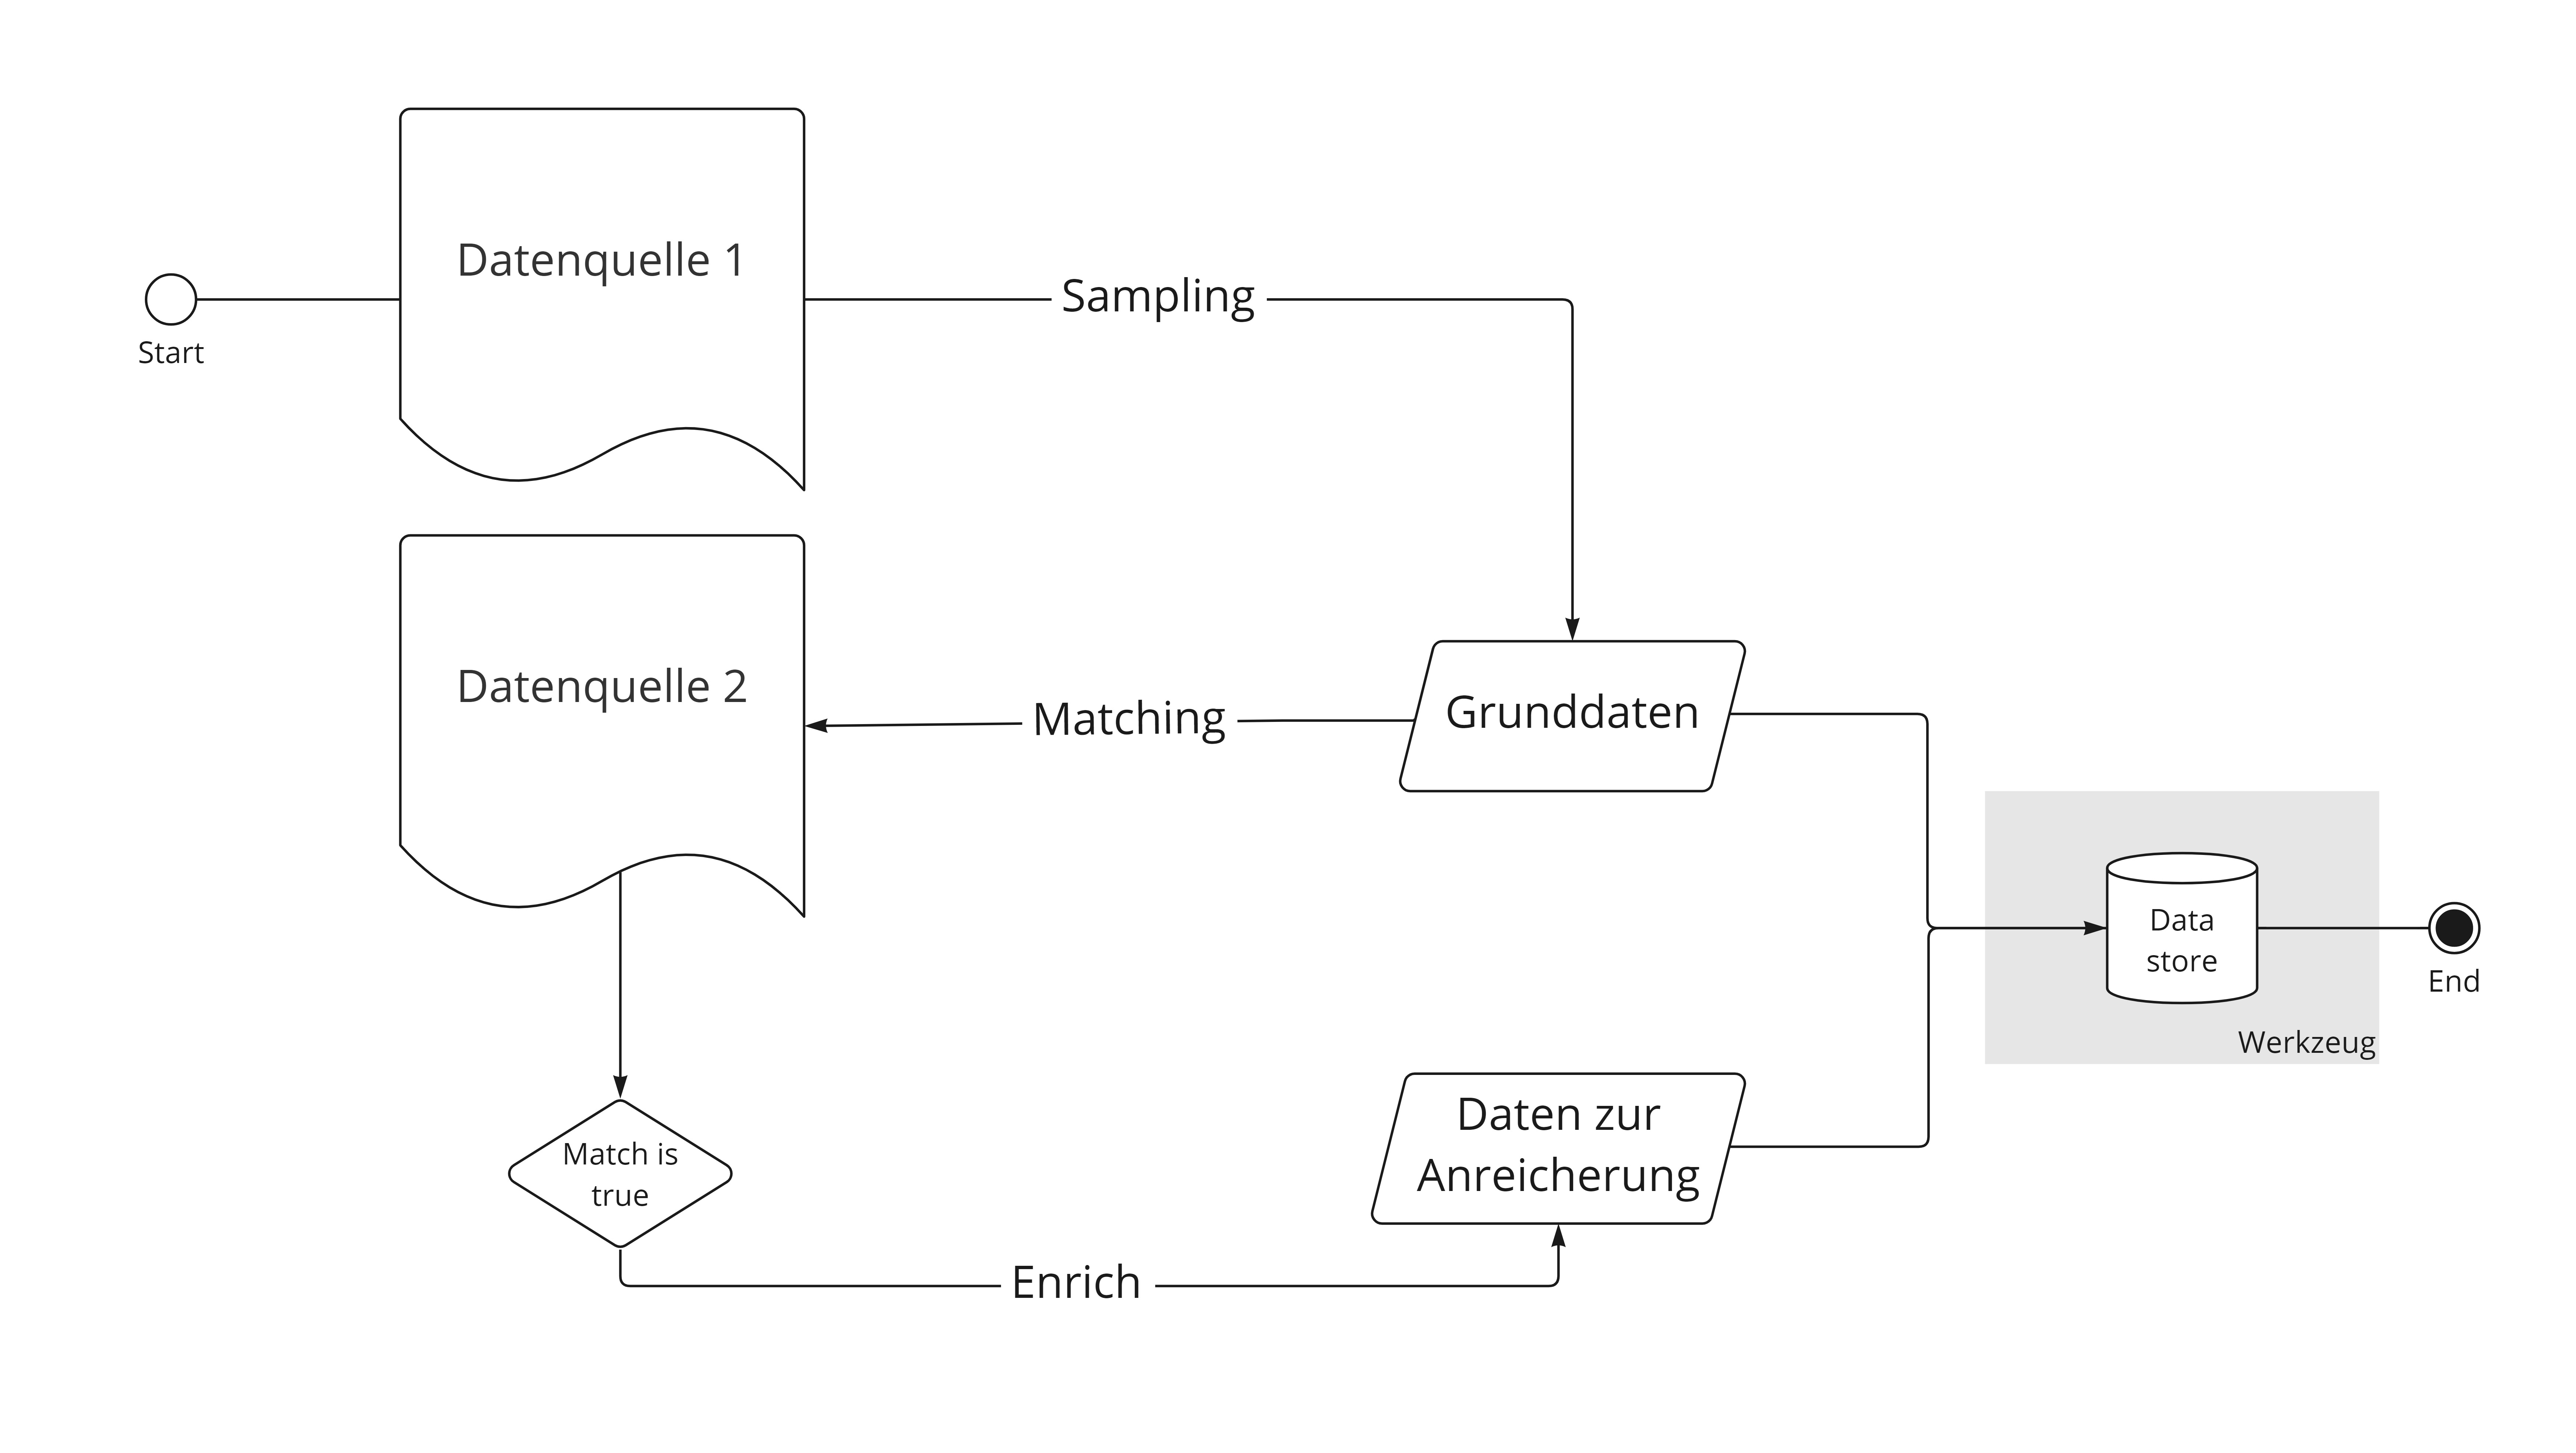 Datenquelle 1
Sampling
Start
Datenquelle 2
Matching
Grunddaten
Data
store
End
Werkzeug
Match is
true
Daten zur
Anreicherung
Enrich